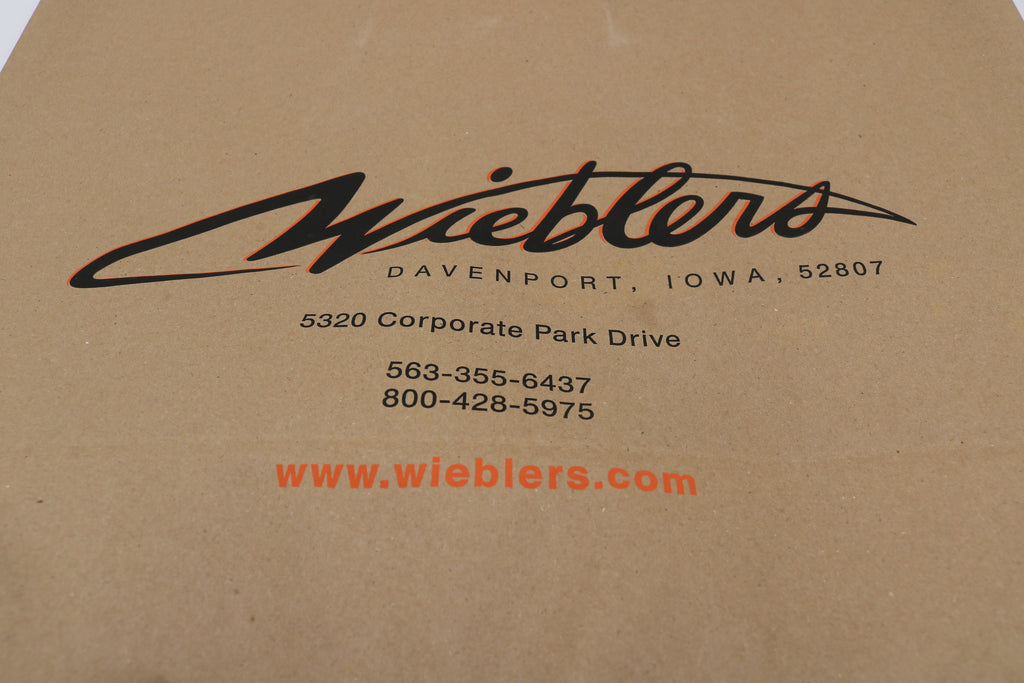 Wieblers
DAVENPORT, IOWA, 52807
5320 Corporate Park Drive
563-355-6437
800-428-5975
www.wieblers.com